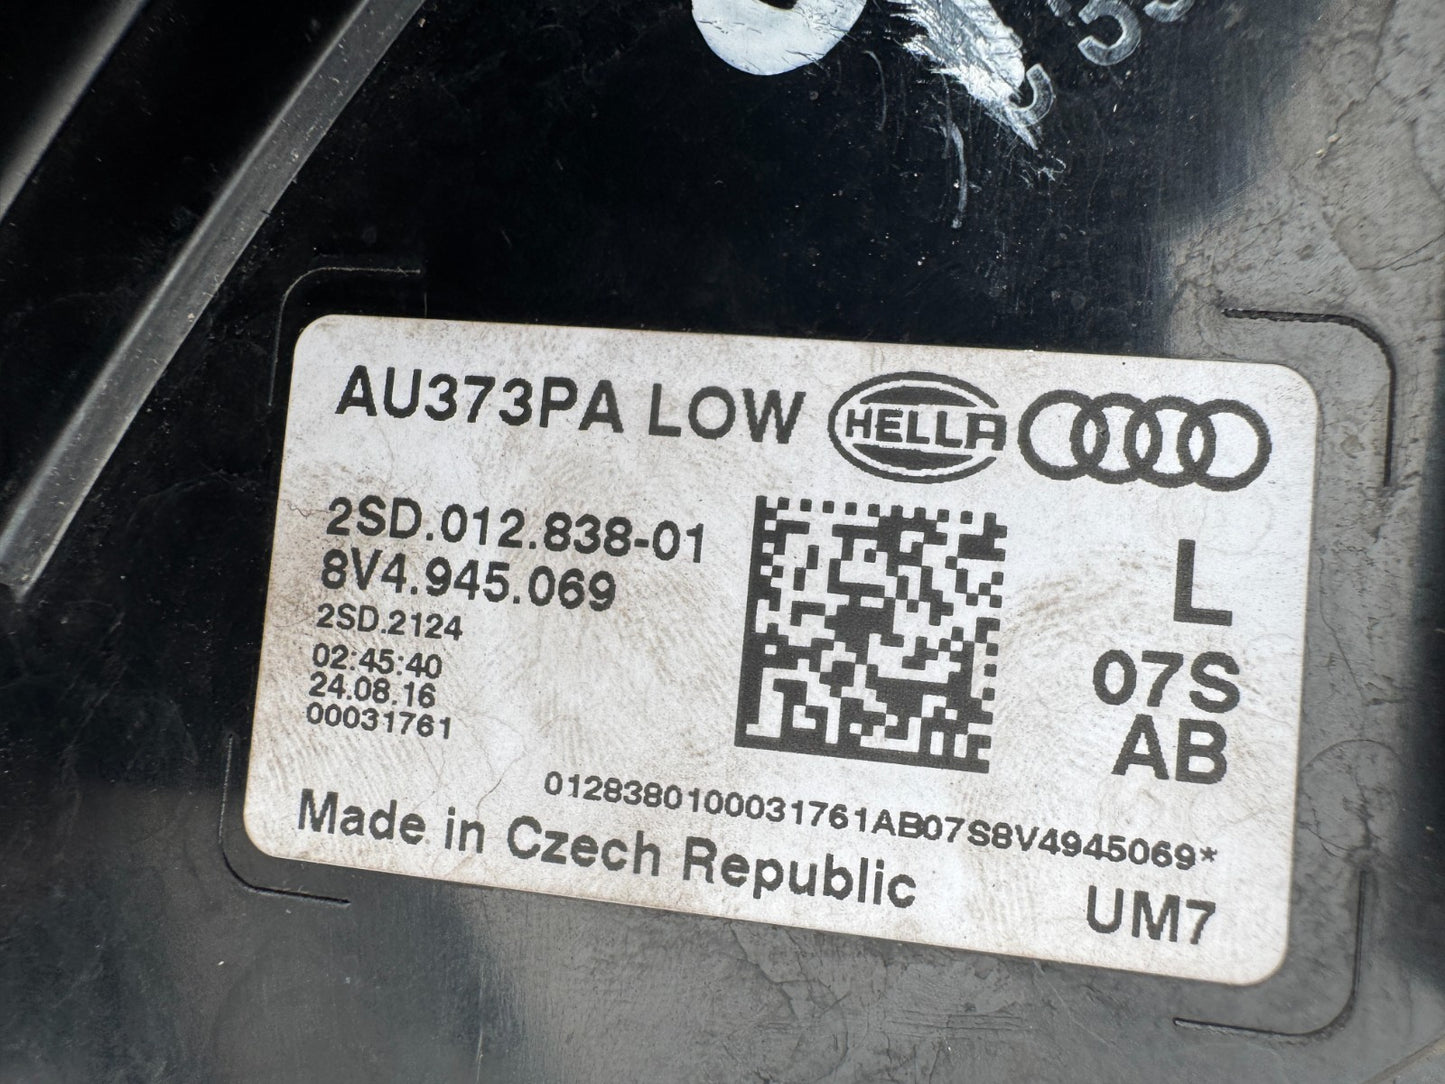 AU373PA LOW HELLA
2SD.012.838-01
8V4.945.069
2SD.2124
02:45:40
24.08.16
00031761
L
07S
AB
0128380100031761AB07S8V4945069*
Made in Czech Republic
UM7